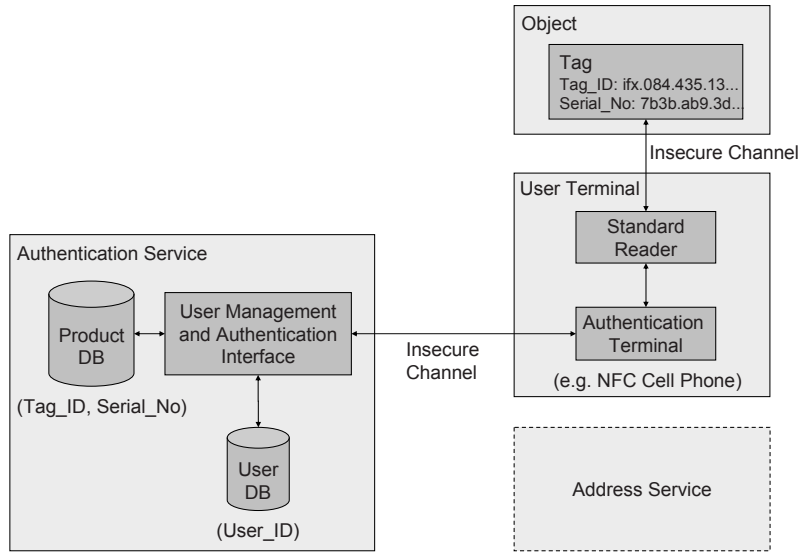 Object
Tag
Tag_ID: ifx.084.435.13...
Serial_No: 7b3b.ab9.3d...
Insecure Channel
User Terminal
Standard
Reader
Authentication
Terminal
(e.g. NFC Cell Phone)
Authentication Service
Product
DB
(Tag_ID, Serial_No)
User Management
and Authentication
Interface
Insecure
Channel
User
DB
(User_ID)
Address Service